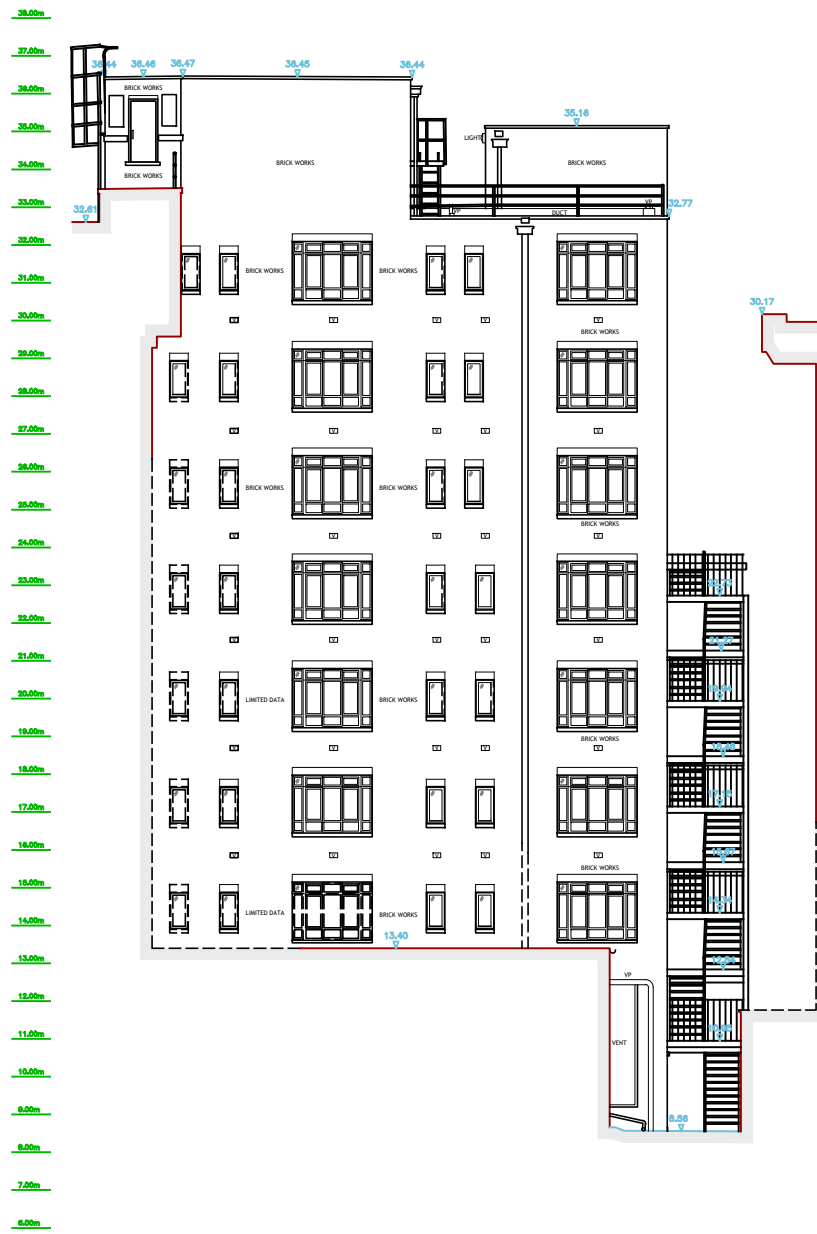 38.00m
37.00m
36.44 36.46 36.47 36.45 36.44
BRICK WORKS
36.00m
35.16
35.00m
LIGHT
34.00m
BRICK WORKS
BRICK WORKS
BRICK WORKS
33.00m
32.61
VP
DUCT
VP
32.77
32.00m
31.00m
BRICK WORKS
BRICK WORKS
30.17
30.00m
V V V V V
BRICK WORKS
29.00m
28.00m
27.00m
V V V V V
26.00m
BRICK WORKS
BRICK WORKS
25.00m
BRICK WORKS
V V V V V
24.00m
23.00m
22.00m
V V V V V
21.00m
20.00m
LIMITED DATA
BRICK WORKS
19.00m
BRICK WORKS
V V V V V
18.00m
17.00m
16.00m
V V V V V
BRICK WORKS
15.00m
14.00m
LIMITED DATA
BRICK WORKS
13.40
13.00m
VP
12.00m
11.00m
VENT
10.00m
9.00m
8.56
8.00m
7.00m
6.00m